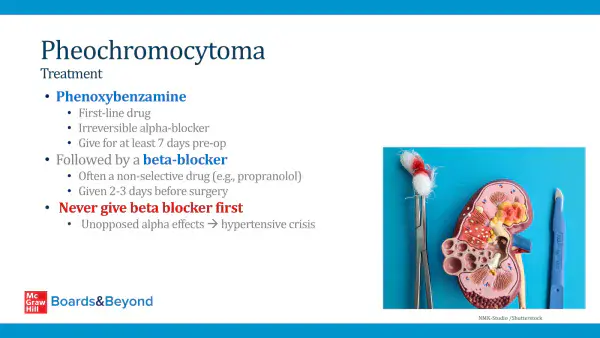 Pheochromocytoma
Treatment
• Phenoxybenzamine
• First-line drug
• Irreversible alpha-blocker
• Give for at least 7 days pre-op
• Followed by a beta-blocker
• Often a non-selective drug (e.g., propranolol)
• Given 2-3 days before surgery
• Never give beta blocker first
• Unopposed alpha effects → hypertensive crisis
Mc
Graw
Hill
Boards&Beyond
NMK-Studio /Shutterstock